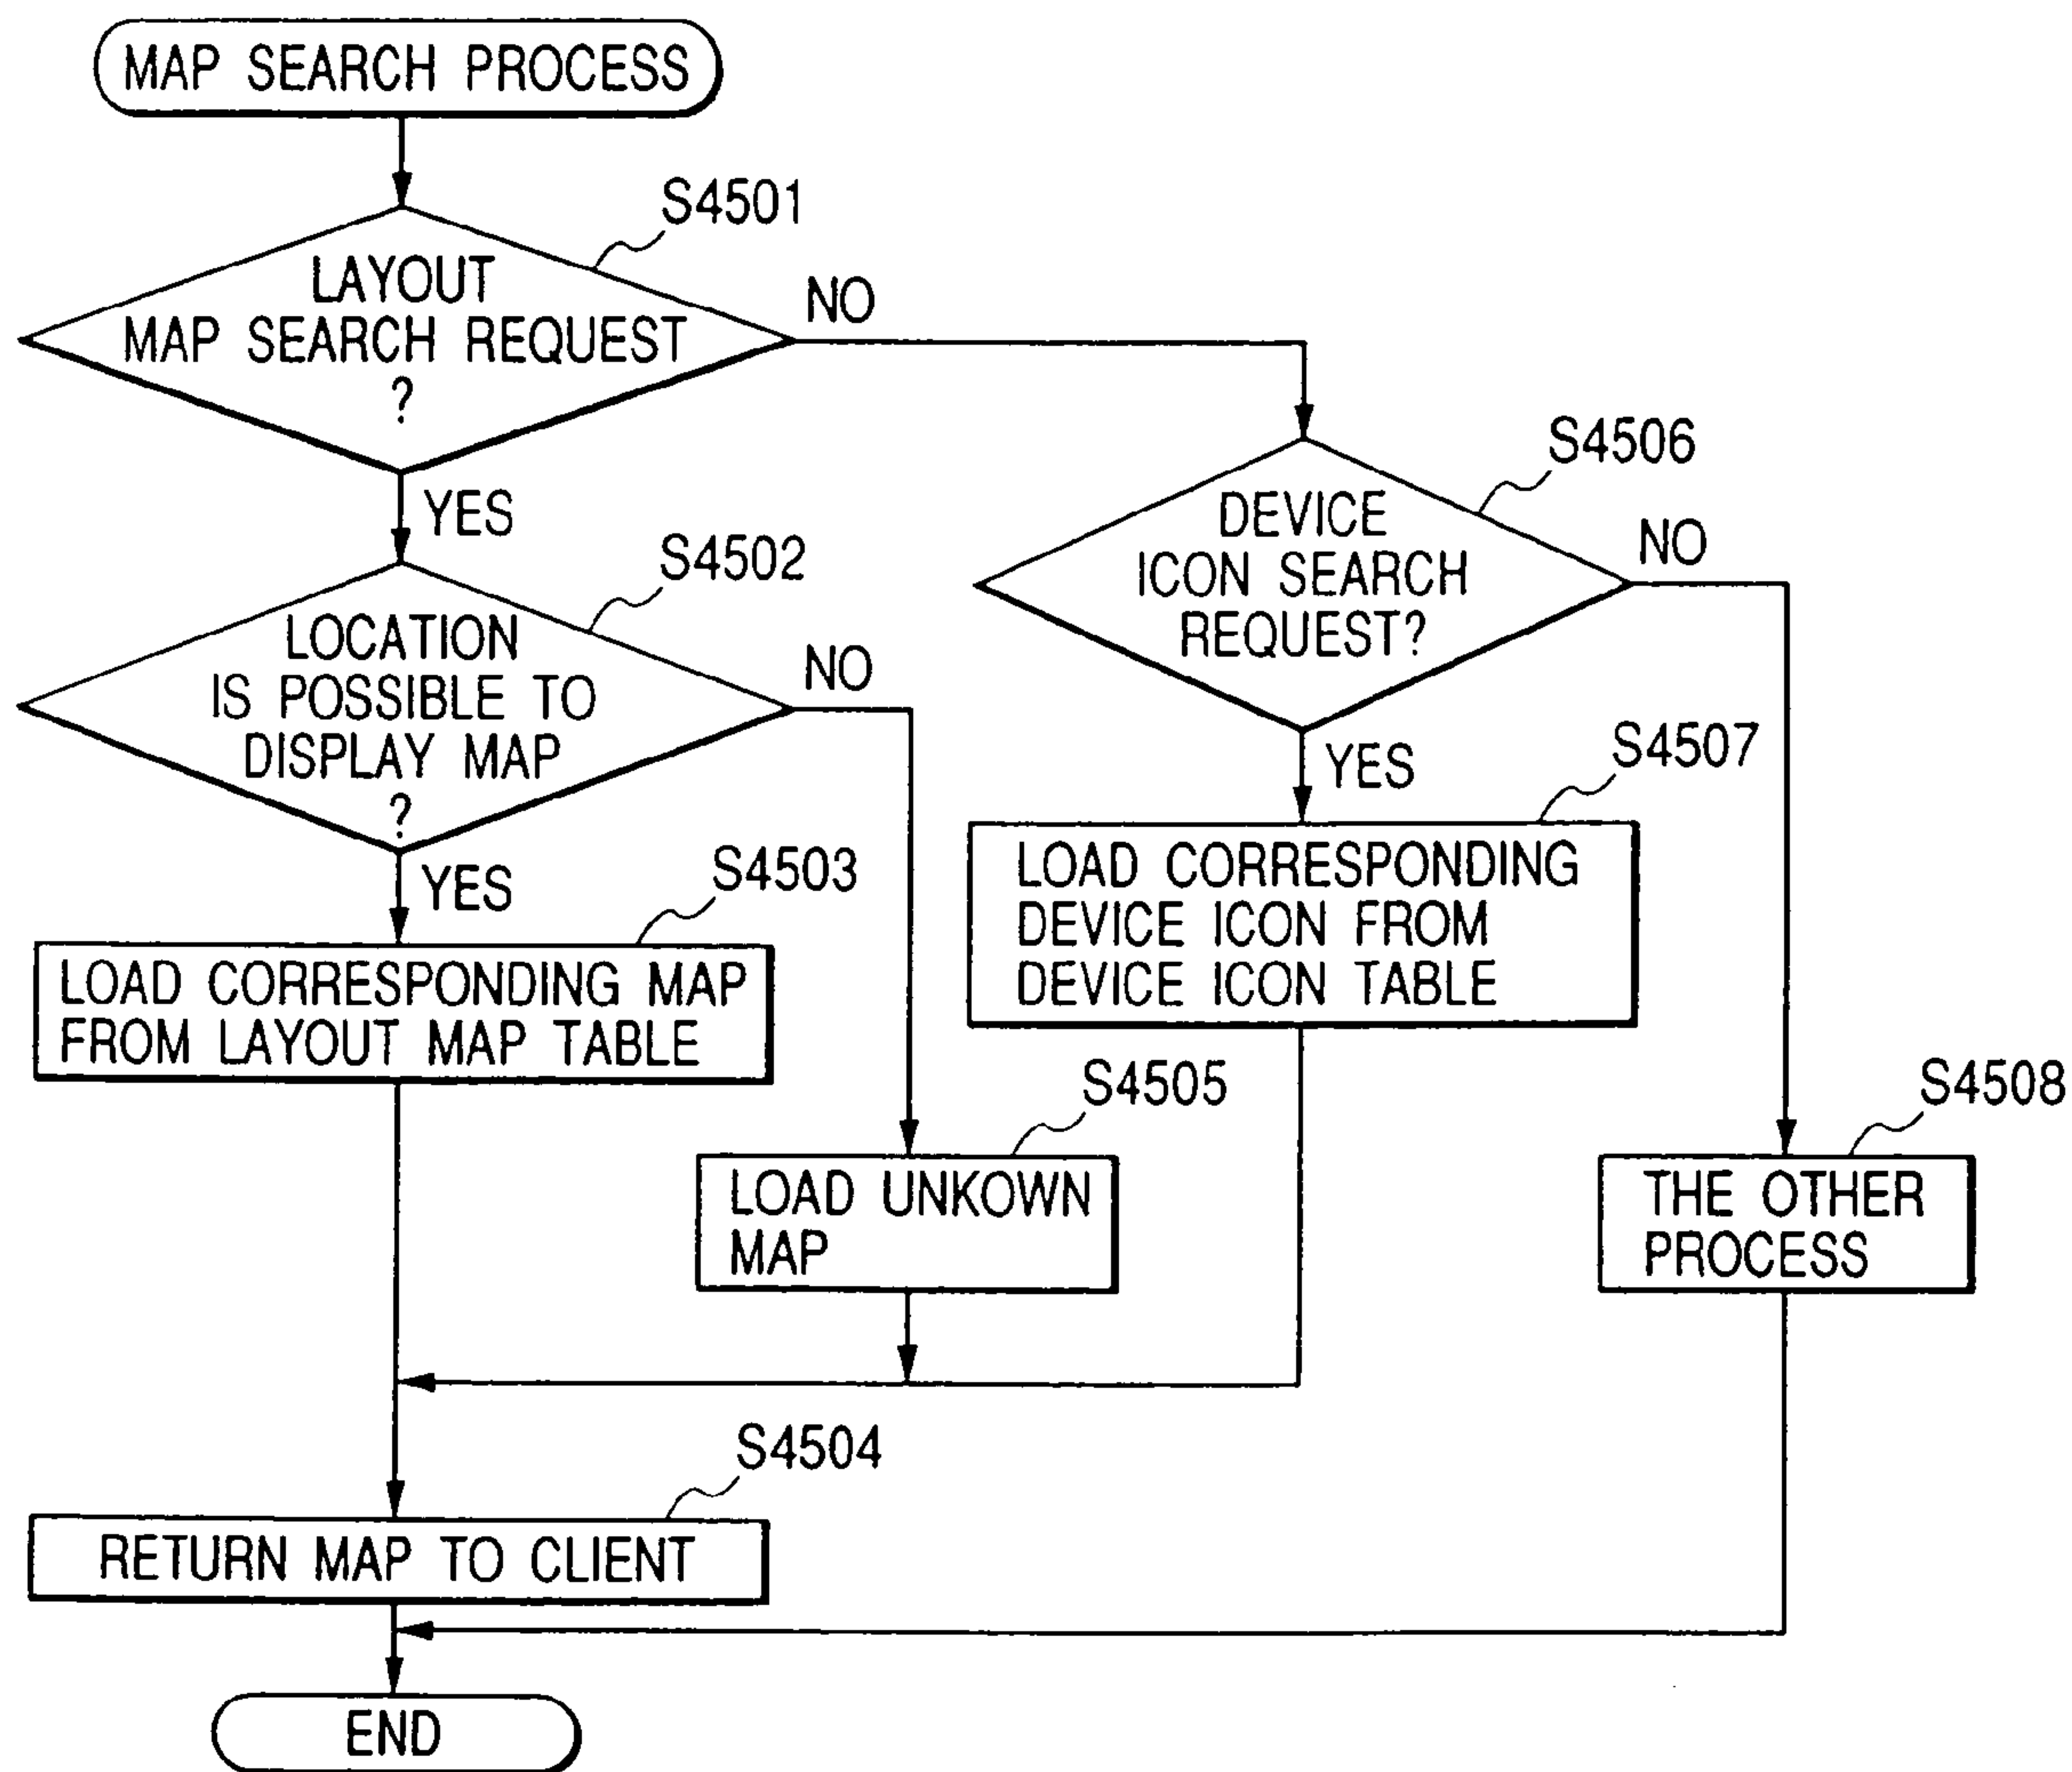 MAP SEARCH PROCESS
S4501
LAYOUT
MAP SEARCH REQUEST
?
NO
YES
S4502
LOCATION
IS POSSIBLE TO
DISPLAY MAP
?
NO
YES
S4503
LOAD CORRESPONDING MAP
FROM LAYOUT MAP TABLE
S4506
DEVICE
ICON SEARCH
REQUEST?
NO
YES
S4507
LOAD CORRESPONDING
DEVICE ICON FROM
DEVICE ICON TABLE
S4505
LOAD UNKOWN
MAP
S4508
THE OTHER
PROCESS
S4504
RETURN MAP TO CLIENT
END